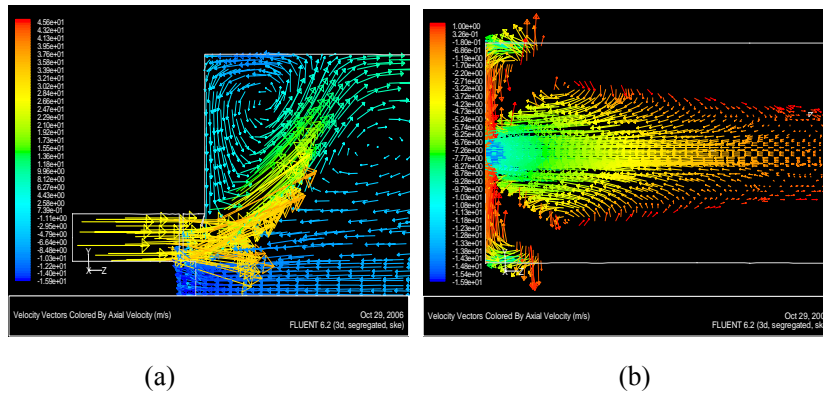 4.56e+01
4.32e+01
4.13e+01
3.95e+01
3.76e+01
3.58e+01
3.39e+01
3.21e+01
3.02e+01
2.84e+01
2.66e+01
2.47e+01
2.29e+01
2.10e+01
1.92e+01
1.73e+01
1.55e+01
1.36e+01
1.18e+01
9.96e+00
8.12e+00
6.27e+00
4.43e+00
2.58e+00
7.39e-01
-1.11e+00
-2.95e+00
-4.79e+00
-6.64e+00
-8.48e+00
-1.03e+01
-1.22e+01
-1.40e+01
-1.59e+01
Y
X Z
Velocity Vectors Colored By Axial Velocity (m/s)
Oct 29, 2006
FLUENT 6.2 (3d, segregated, ske)
(a)
1.00e+00
3.26e-01
-1.80e-01
-6.86e-01
-1.19e+00
-1.70e+00
-2.20e+00
-2.71e+00
-3.22e+00
-3.72e+00
-4.23e+00
-4.73e+00
-5.24e+00
-5.74e+00
-6.25e+00
-6.76e+00
-7.26e+00
-7.77e+00
-8.27e+00
-8.78e+00
-9.28e+00
-9.79e+00
-1.03e+01
-1.08e+01
-1.13e+01
-1.18e+01
-1.23e+01
-1.28e+01
-1.33e+01
-1.38e+01
-1.43e+01
-1.48e+01
-1.54e+01
-1.59e+01
Velocity Vectors Colored By Axial Velocity (m/s)
Oct 29, 200
FLUENT 6.2 (3d, segregated, ske
(b)